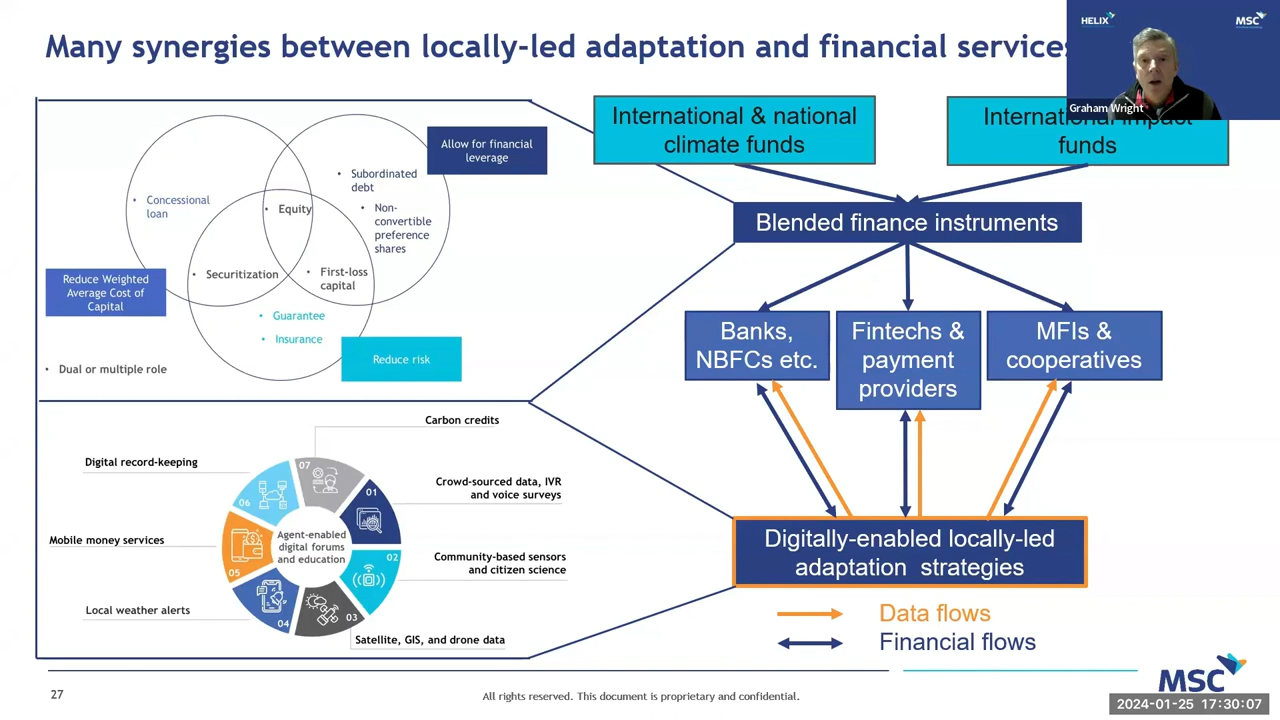 Many synergies between locally-led adaptation and financial services
HELIX
MSC
Graham Wright
International & national
climate funds
International impact
funds
Allow for financial
leverage
• Subordinated
debt
• Concessional
loan
• Equity
• Non-
convertible
preference
shares
Blended finance instruments
• Securitization
• First-loss
capital
Reduce Weighted
Average Cost of
Capital
• Guarantee
• Insurance
Reduce risk
• Dual or multiple role
Banks,
NBFCs etc.
Fintechs &
payment
providers
MFIs &
cooperatives
Carbon credits
Digital record-keeping
Crowd-sourced data, IVR
and voice surveys
Mobile money services
Community-based sensors
and citizen science
Local weather alerts
Satellite, GIS, and drone data
07
01
06
02
05
03
04
Agent-enabled
digital forums
and education
Digitally-enabled locally-led
adaptation strategies
Data flows
Financial flows
27
All rights reserved. This document is proprietary and confidential.
MSC
2024-01-25 17:30:07